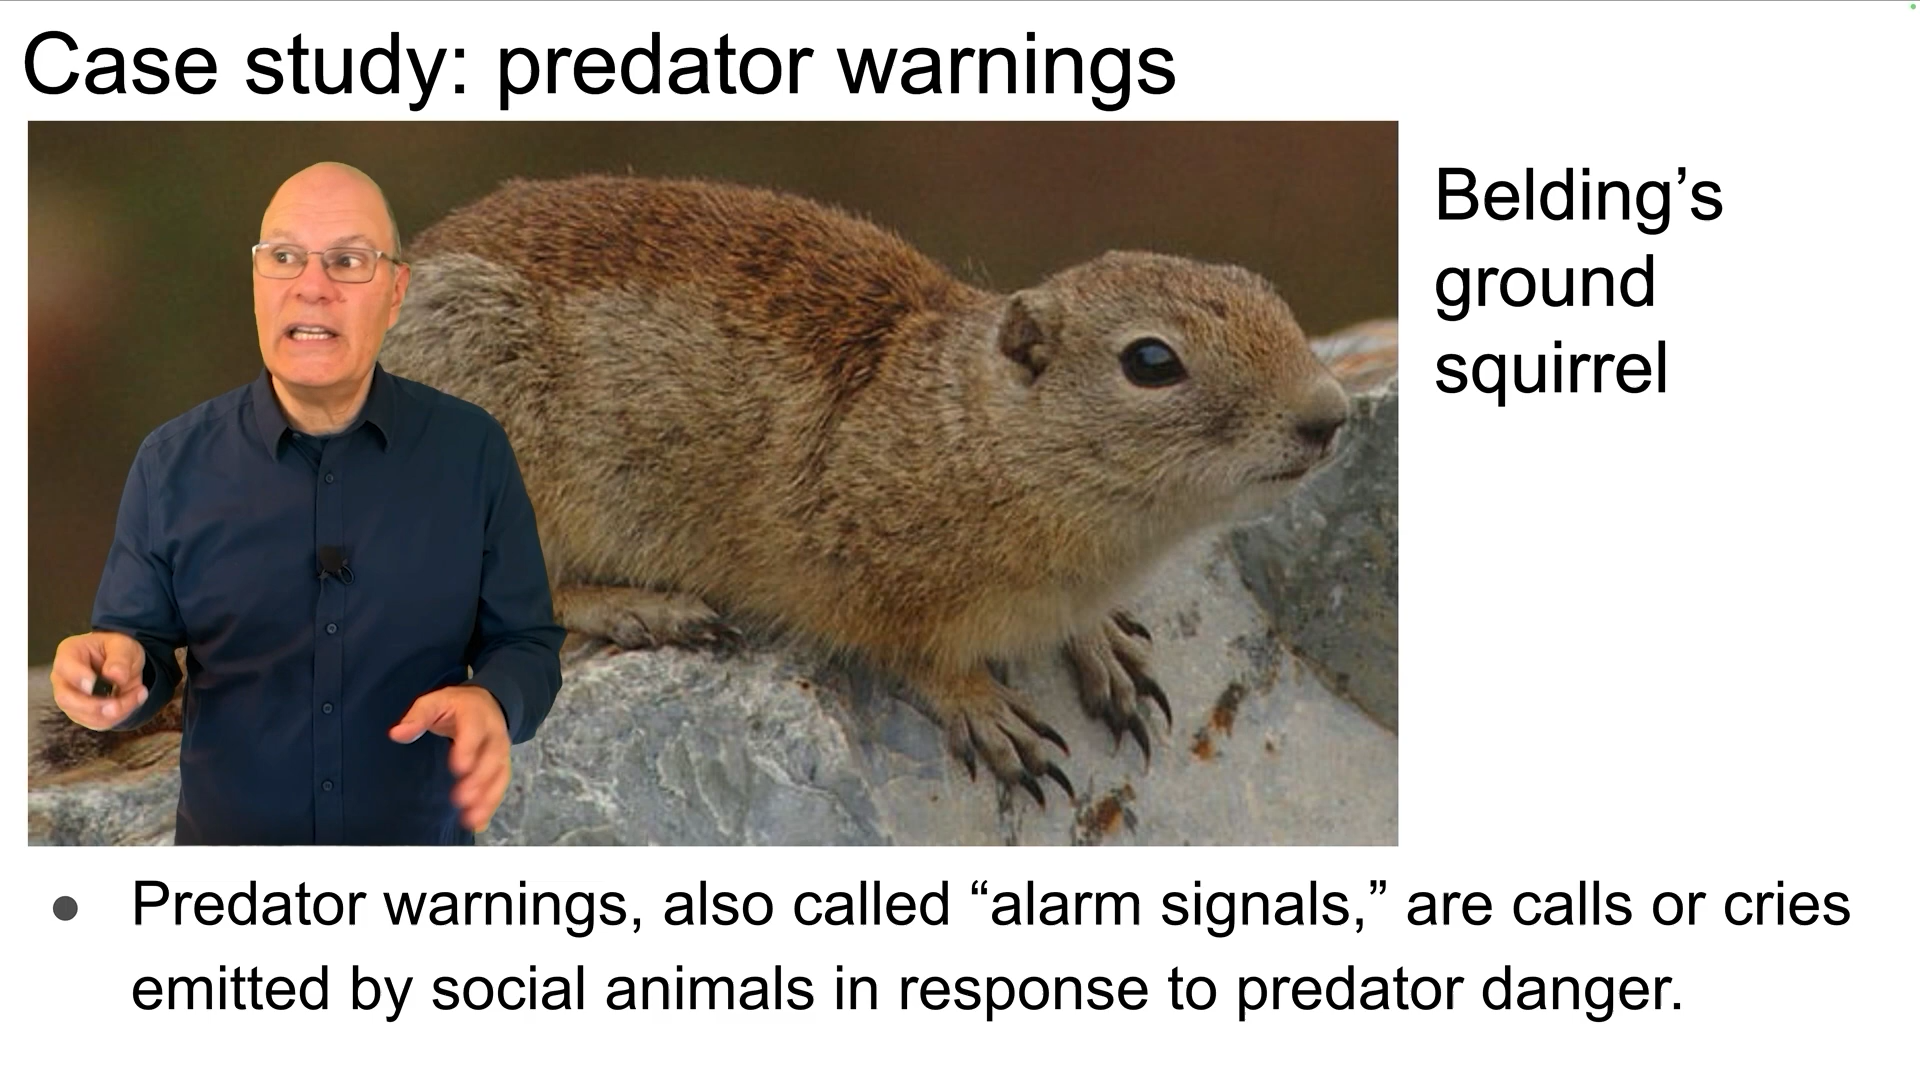 Case study: predator warnings
Belding’s
ground
squirrel
● Predator warnings, also called “alarm signals,” are calls or cries
emitted by social animals in response to predator danger.